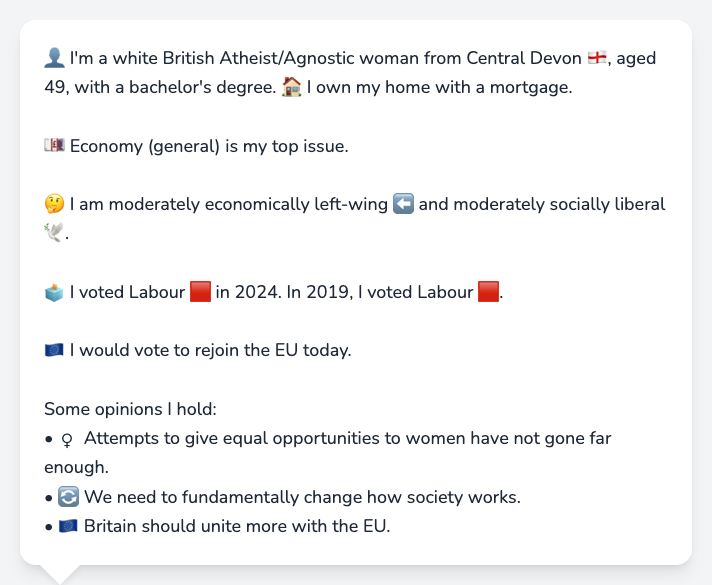 👤 I'm a white British Atheist/Agnostic woman from Central Devon 🏴󠁧󠁢󠁥󠁮󠁧󠁿, aged
49, with a bachelor's degree. 🏠 I own my home with a mortgage.
💷 Economy (general) is my top issue.
🤔 I am moderately economically left-wing ⬅️ and moderately socially liberal
🕊️.
🗳️ I voted Labour 🟥 in 2024. In 2019, I voted Labour 🟥.
🇪🇺 I would vote to rejoin the EU today.
Some opinions I hold:
• ♀️ Attempts to give equal opportunities to women have not gone far
enough.
• 🔄 We need to fundamentally change how society works.
• 🇪🇺 Britain should unite more with the EU.